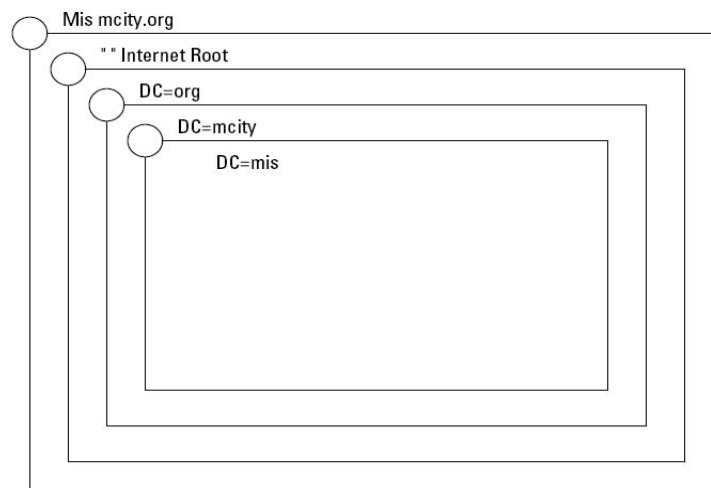 Mis mcity.org
" " Internet Root
DC=org
DC=mcity
DC=mis